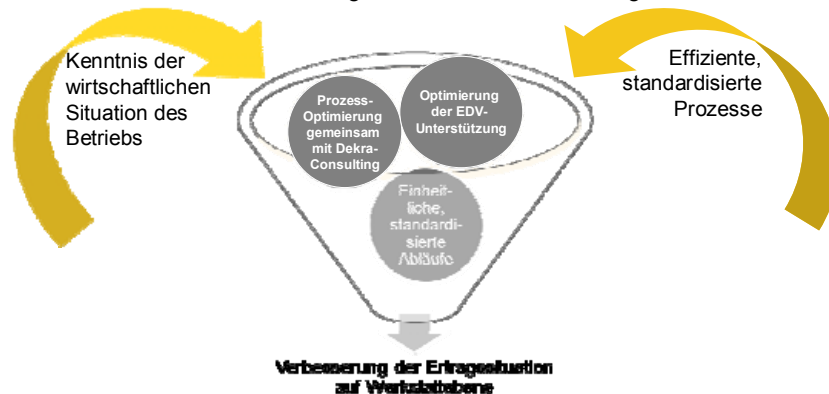 Kenntnis der
wirtschaftlichen
Situation des
Betriebs
Effiziente,
standardisierte
Prozesse
Prozess-
Optimierung
gemeinsam
mit Dekra-
Consulting
Optimierung
der EDV-
Unterstützung
Einheit-
liche,
standardi-
sierte
Abläufe
Verbesserung der Ertragssituation
auf Werkstattebene